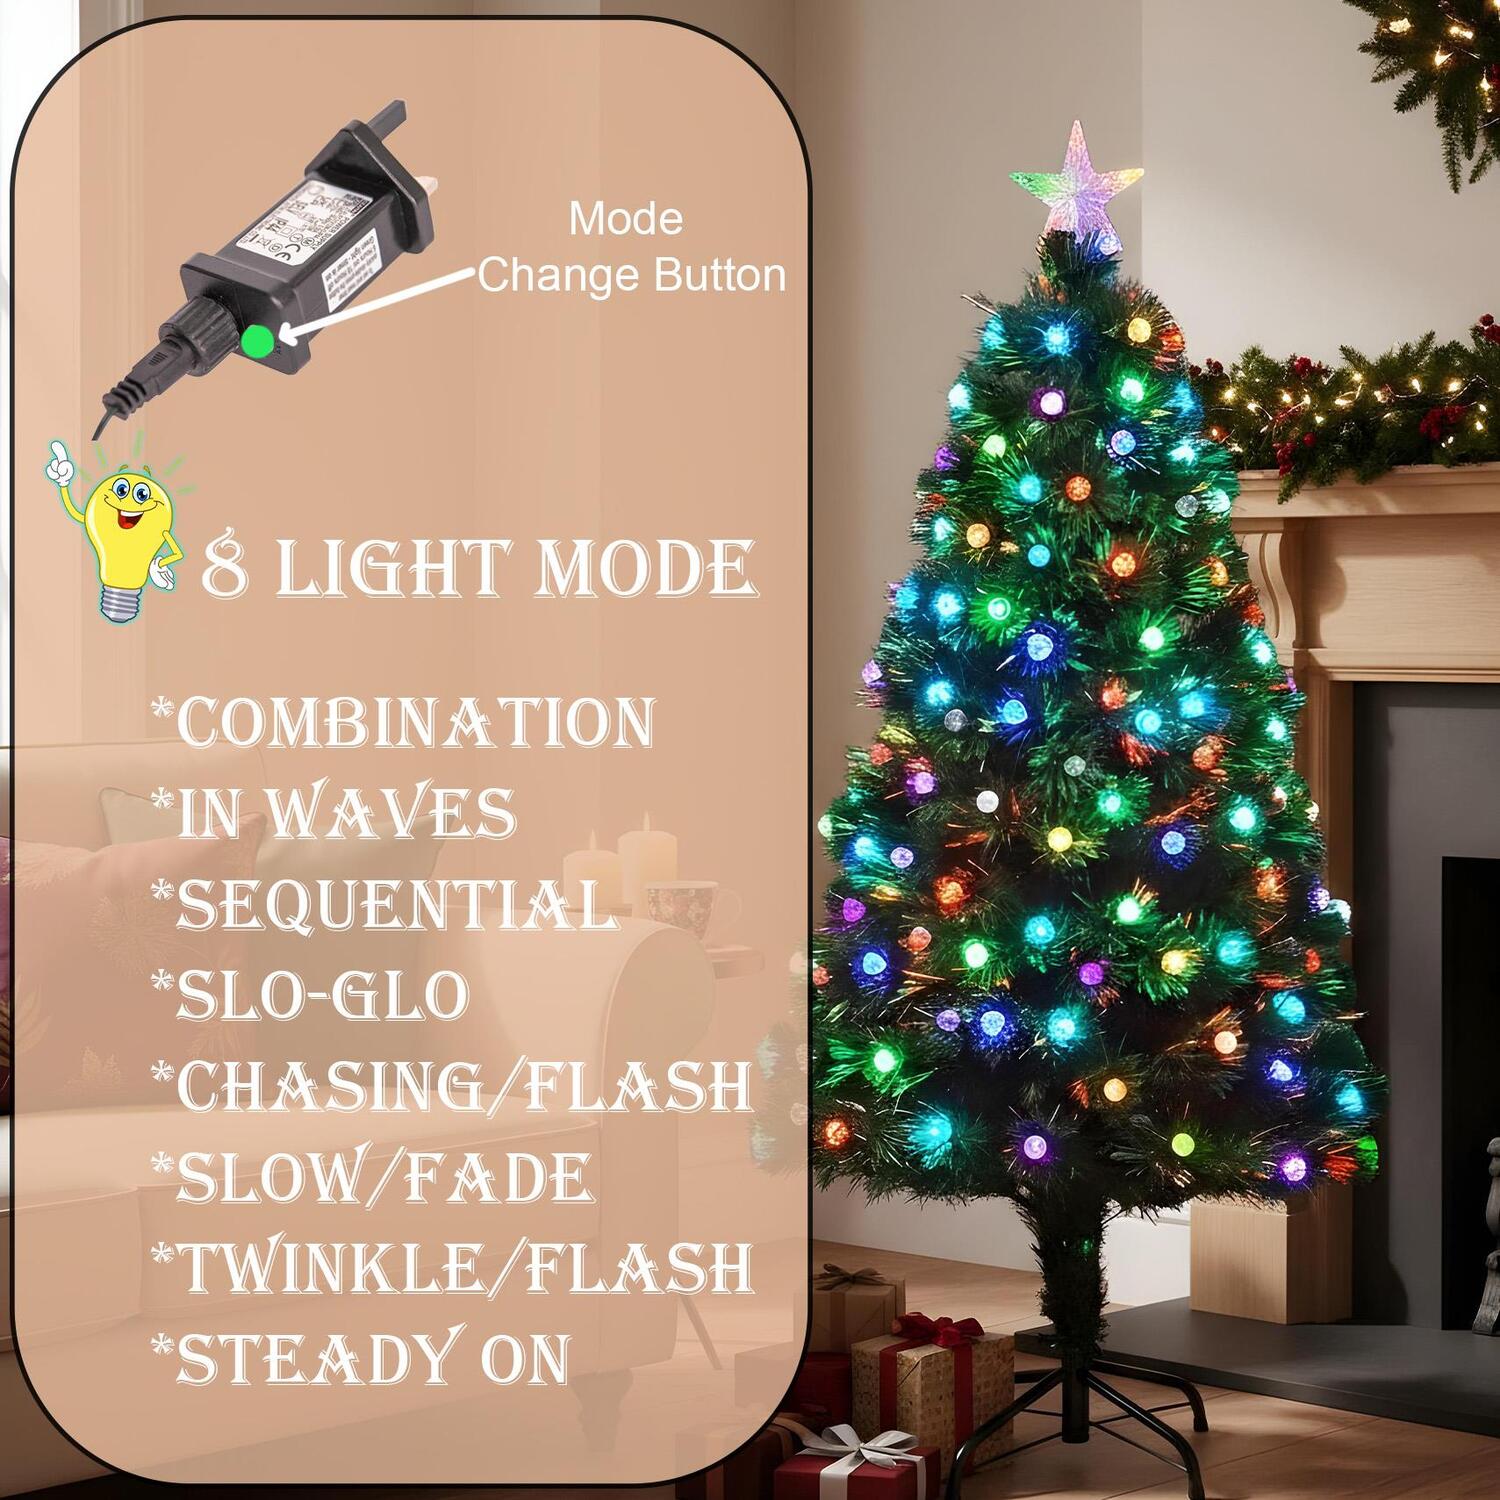 Mode
Change Button
8 LIGHT MODE
*COMBINATION
*IN WAVES
*SEQUENTIAL
*SLO-GLO
*CHASING/FLASH
*SLOW/FADE
*TWINKLE/FLASH
*STEADY ON